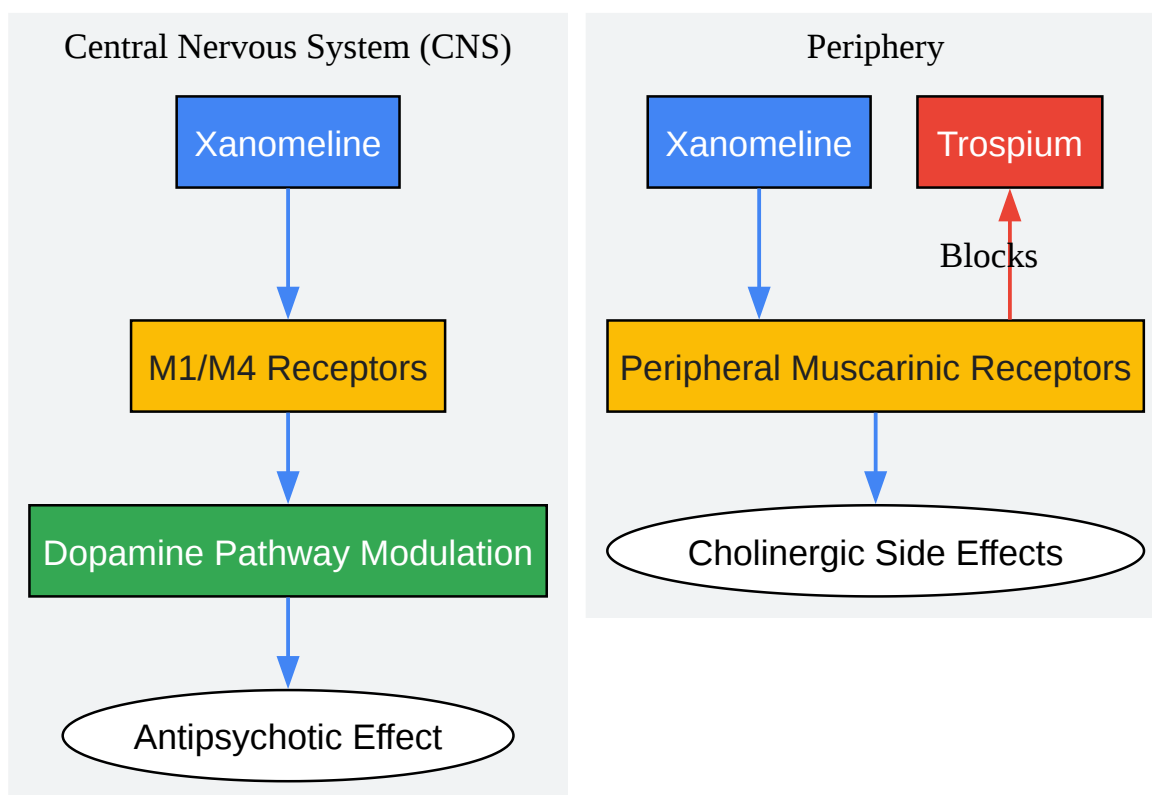 Central Nervous System (CNS)
Xanomeline
M1/M4 Receptors
Dopamine Pathway Modulation
Antipsychotic Effect
Periphery
Xanomeline
Trospium
Blocks
Peripheral Muscarinic Receptors
Cholinergic Side Effects